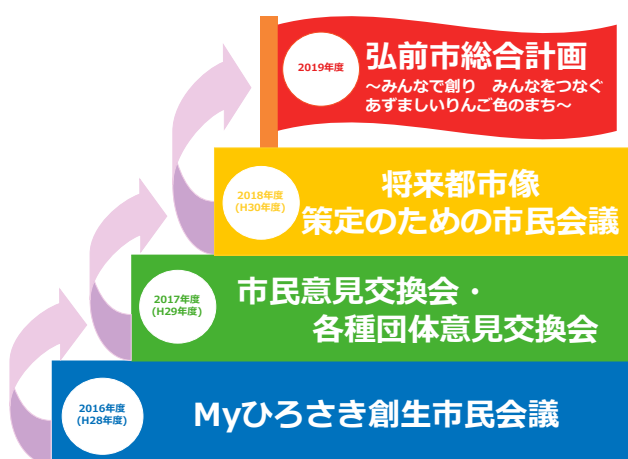 2019年度
弘前市総合計画
～みんなで創り　みんなをつなぐ
あずましいりんご色のまち～
2018年度
(H30年度)
将来都市像
策定のための市民会議
2017年度
(H29年度)
市民意見交換会・
各種団体意見交換会
2016年度
(H28年度)
Myひろさき創生市民会議